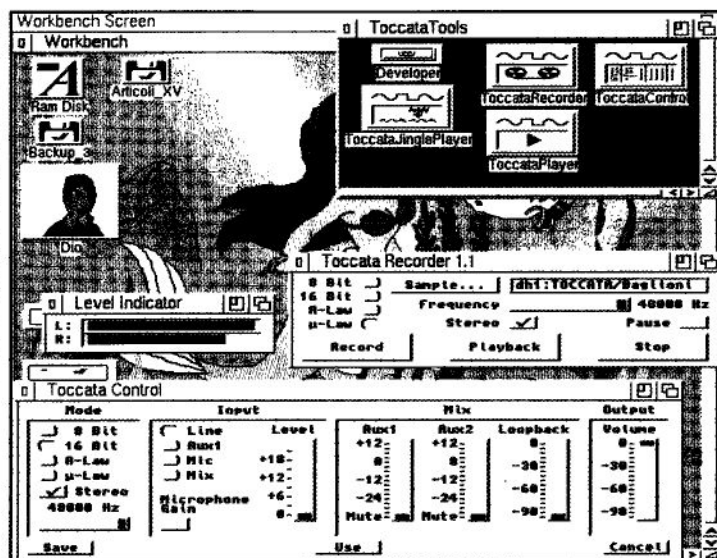 Workbench Screen
Workbench
Ram Disk
Articoli_XV
Backup_3
Dio
ToccataTools
Developer
ToccataRecorder
ToccataControl
ToccataJinglePlayer
ToccataPlayer
Toccata Recorder 1.1
8 Bit
16 Bit
A-Law
µ-Law
Sample...
dh1:TOCCATA/Baglioni
Frequency
48000 Hz
Stereo
Pause
Record
Playback
Stop
Level Indicator
L:
R:
Toccata Control
Mode
8 Bit
16 Bit
A-Law
µ-Law
Stereo
48000 Hz
Input
Line
Aux1
Mic
Mix
Microphone
Gain
Level
+18-
+12-
+6-
0-
Mix
Aux1
+12-
0
-12-
-24-
Mute-
Aux2
+12-
0
-12-
-24-
Mute-
Loopback
0-
-30-
-60-
-90-
Output
Volume
0-
-30-
-60-
-90-
Save
Use
Cancel